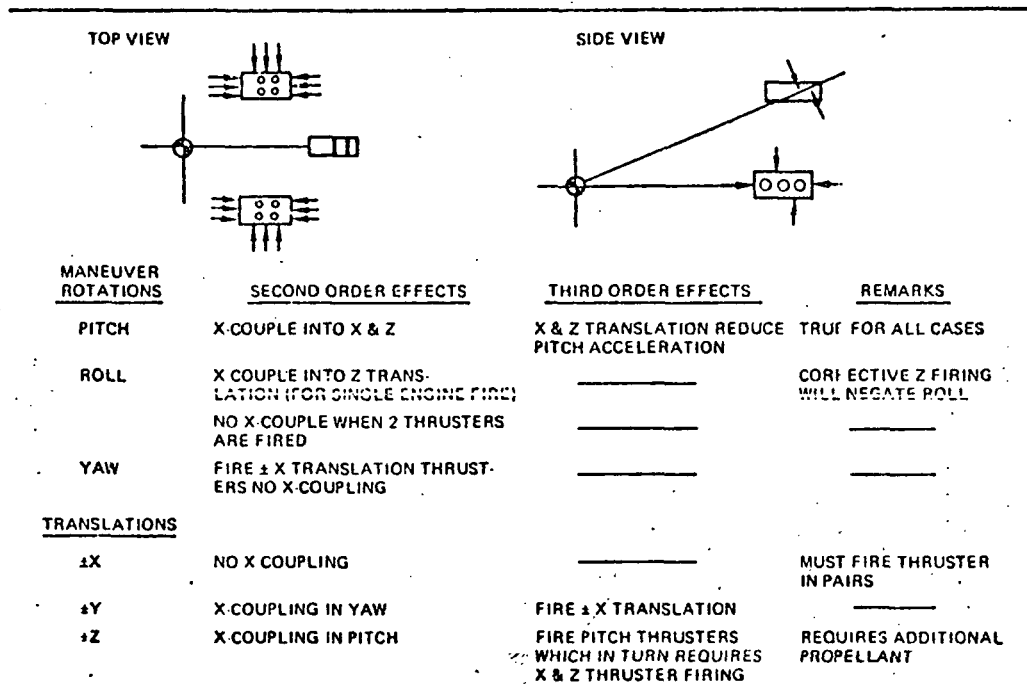 TOP VIEW
SIDE VIEW
MANEUVER ROTATIONS
SECOND ORDER EFFECTS
THIRD ORDER EFFECTS
REMARKS
PITCH
X-COUPLE INTO X & Z
X & Z TRANSLATION REDUCE
PITCH ACCELERATION
TRUE FOR ALL CASES
ROLL
X COUPLE INTO Z TRANS-
LATION (FOR SINGLE ENGINE FIRE)
CORRECTIVE Z FIRING
WILL NEGATE ROLL
NO X-COUPLE WHEN 2 THRUSTERS
ARE FIRED
YAW
FIRE ± X TRANSLATION THRUST-
ERS NO X-COUPLING
TRANSLATIONS
±X
NO X COUPLING
MUST FIRE THRUSTER
IN PAIRS
±Y
X-COUPLING IN YAW
FIRE ± X TRANSLATION
±Z
X-COUPLING IN PITCH
FIRE PITCH THRUSTERS
WHICH IN TURN REQUIRES
X & Z THRUSTER FIRING
REQUIRES ADDITIONAL
PROPELLANT